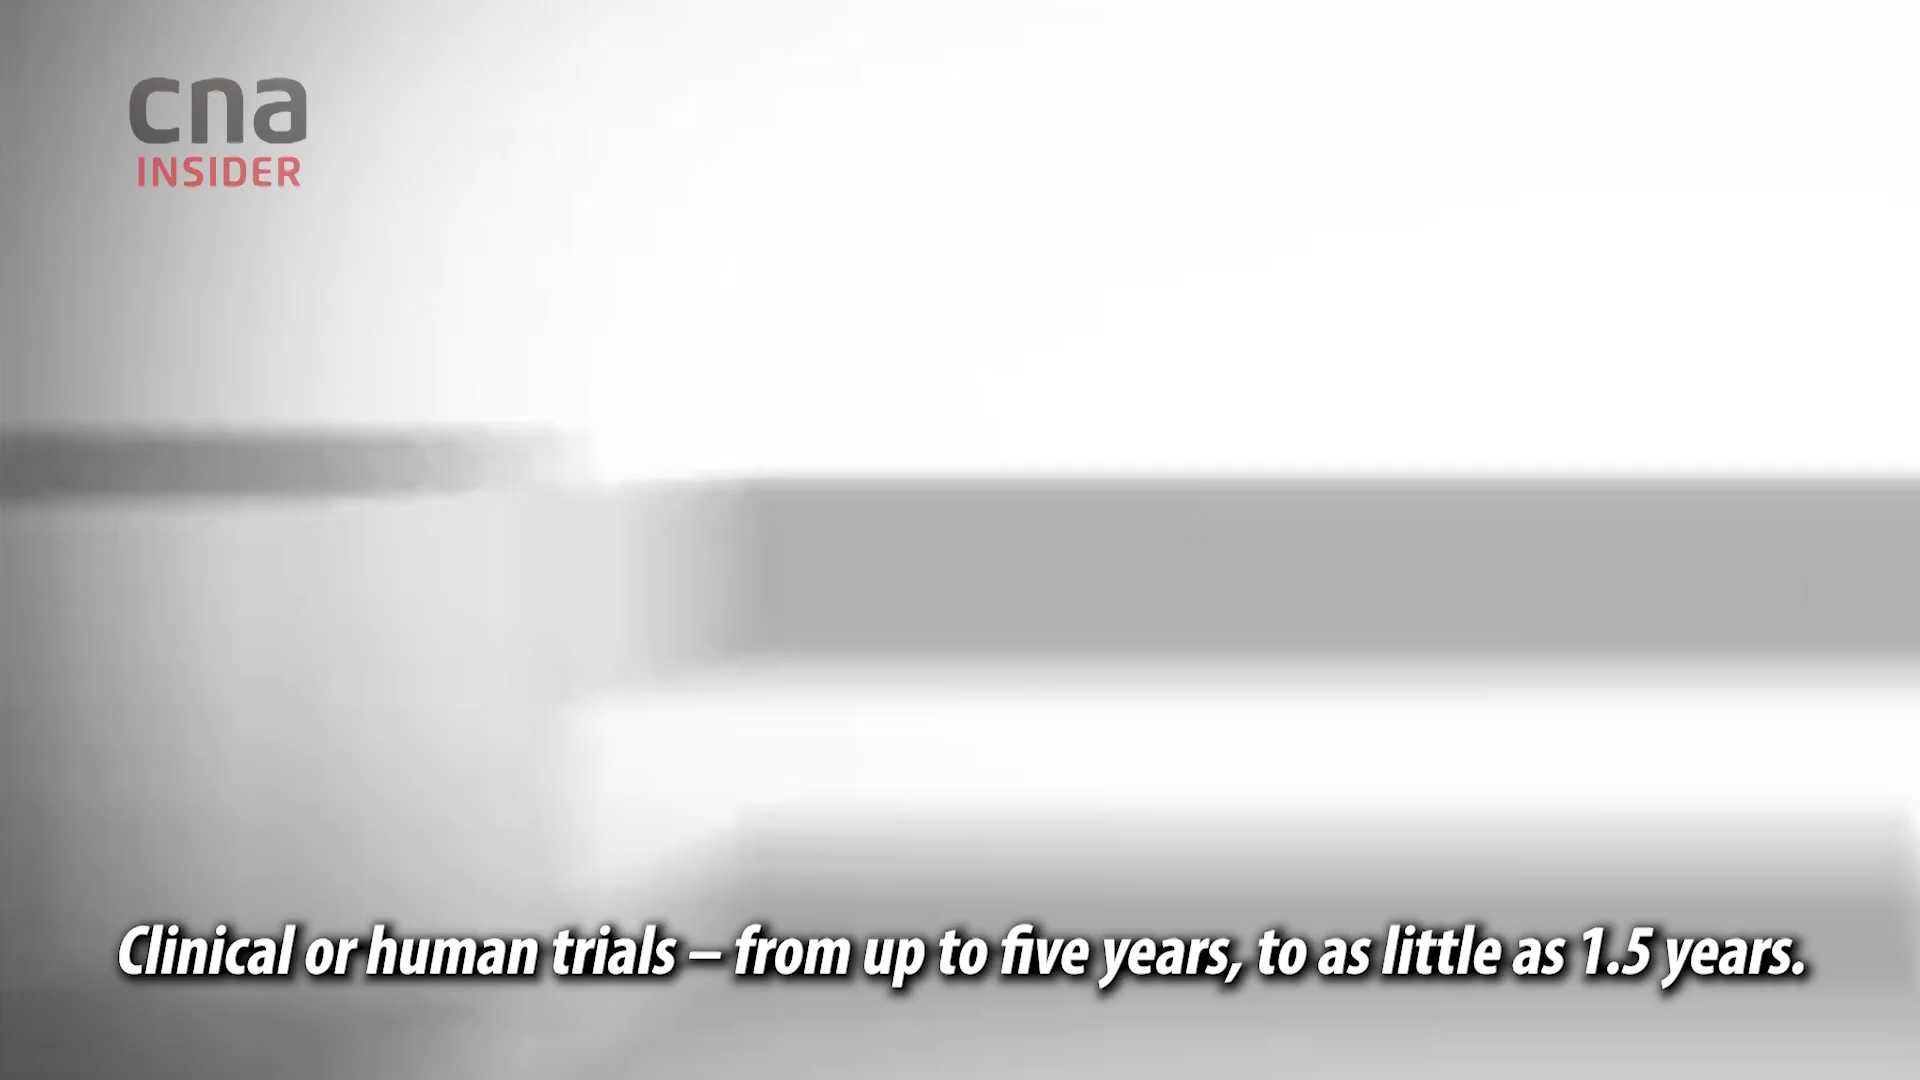 cna
INSIDER
Clinical or human trials – from up to five years, to as little as 1.5 years.